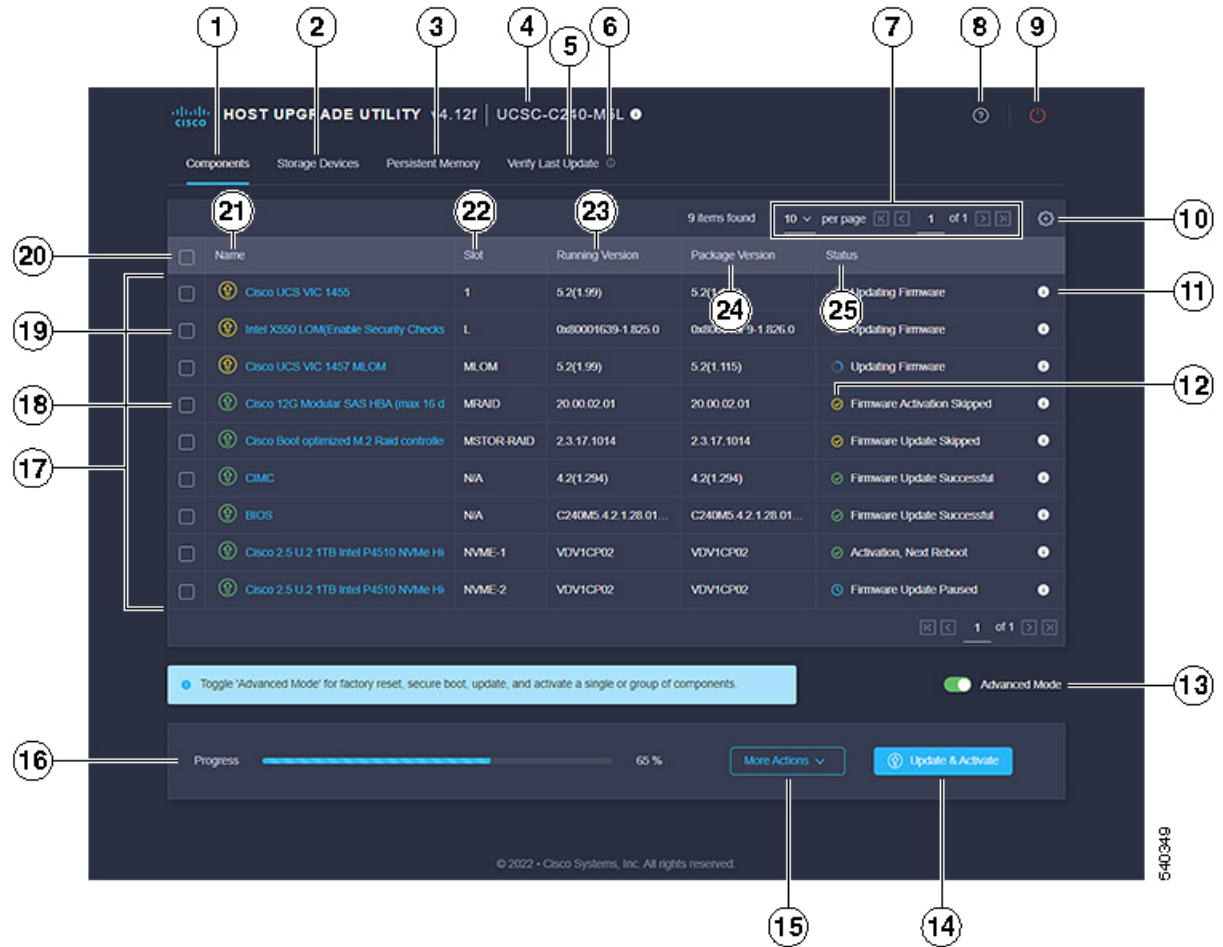 1
2
3
4
5
6
7
8
9
cisco HOST UPGRADE UTILITY v4.12f | UCSC-C240-M5L
Components Storage Devices Persistent Memory Verify Last Update
21
22
23
9 items found 10 per page 1 of 1
10
20
Name Slot Running Version Package Version Status
24
25
Cisco UCS VIC 1455 1 5.2(1.99) Updating Firmware
11
19
Intel X550 LOM(Enable Security Checks L 0x80001639-1.825.0 Updating Firmware
Cisco UCS VIC 1457 MLOM MLOM 5.2(1.99) 5.2(1.115) Updating Firmware
12
18
Cisco 12G Modular SAS HBA (max 16 d MRAID 20.00.02.01 20.00.02.01 Firmware Activation Skipped
Cisco Boot optimized M.2 Raid controlle MSTOR-RAID 2.3.17.1014 2.3.17.1014 Firmware Update Skipped
17
CIMC N/A 4.2(1.294) 4.2(1.294) Firmware Update Successful
BIOS N/A C240M5.4.2.1.28.01... C240M5.4.2.1.28.01... Firmware Update Successful
Cisco 2.5 U.2 1TB Intel P4510 NVMe Hi NVME-1 VDV1CP02 VDV1CP02 Activation, Next Reboot
Cisco 2.5 U.2 1TB Intel P4510 NVMe Hi NVME-2 VDV1CP02 VDV1CP02 Firmware Update Paused
1 of 1
Toggle 'Advanced Mode' for factory reset, secure boot, update, and activate a single or group of components.
Advanced Mode
13
16
Progress 65 % More Actions Update & Activate
© 2022 • Cisco Systems, Inc. All rights reserved.
540349
15
14